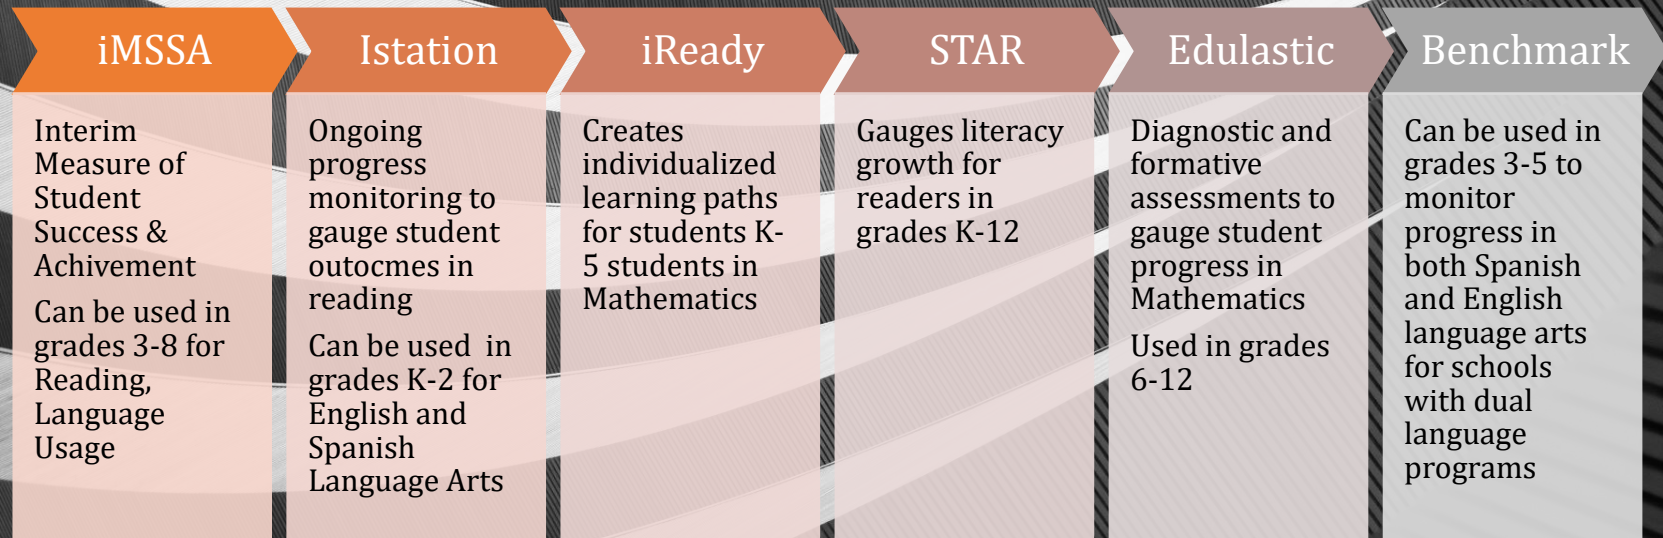 iMSSA
Interim
Measure of
Student
Success &
Achivement
Can be used in
grades 3-8 for
Reading,
Language
Usage
Istation
Ongoing
progress
monitoring to
gauge student
outocmes in
reading
Can be used  in
grades K-2 for
English and
Spanish
Language Arts
iReady
Creates
individualized
learning paths
for students K-
5 students in
Mathematics
STAR
Gauges literacy
growth for
readers in
grades K-12
Edulastic
Diagnostic and
formative
assessments to
gauge student
progress in
Mathematics
Used in grades
6-12
Benchmark
Can be used in
grades 3-5 to
monitor
progress in
both Spanish
and English
language arts
for schools
with dual
language
programs